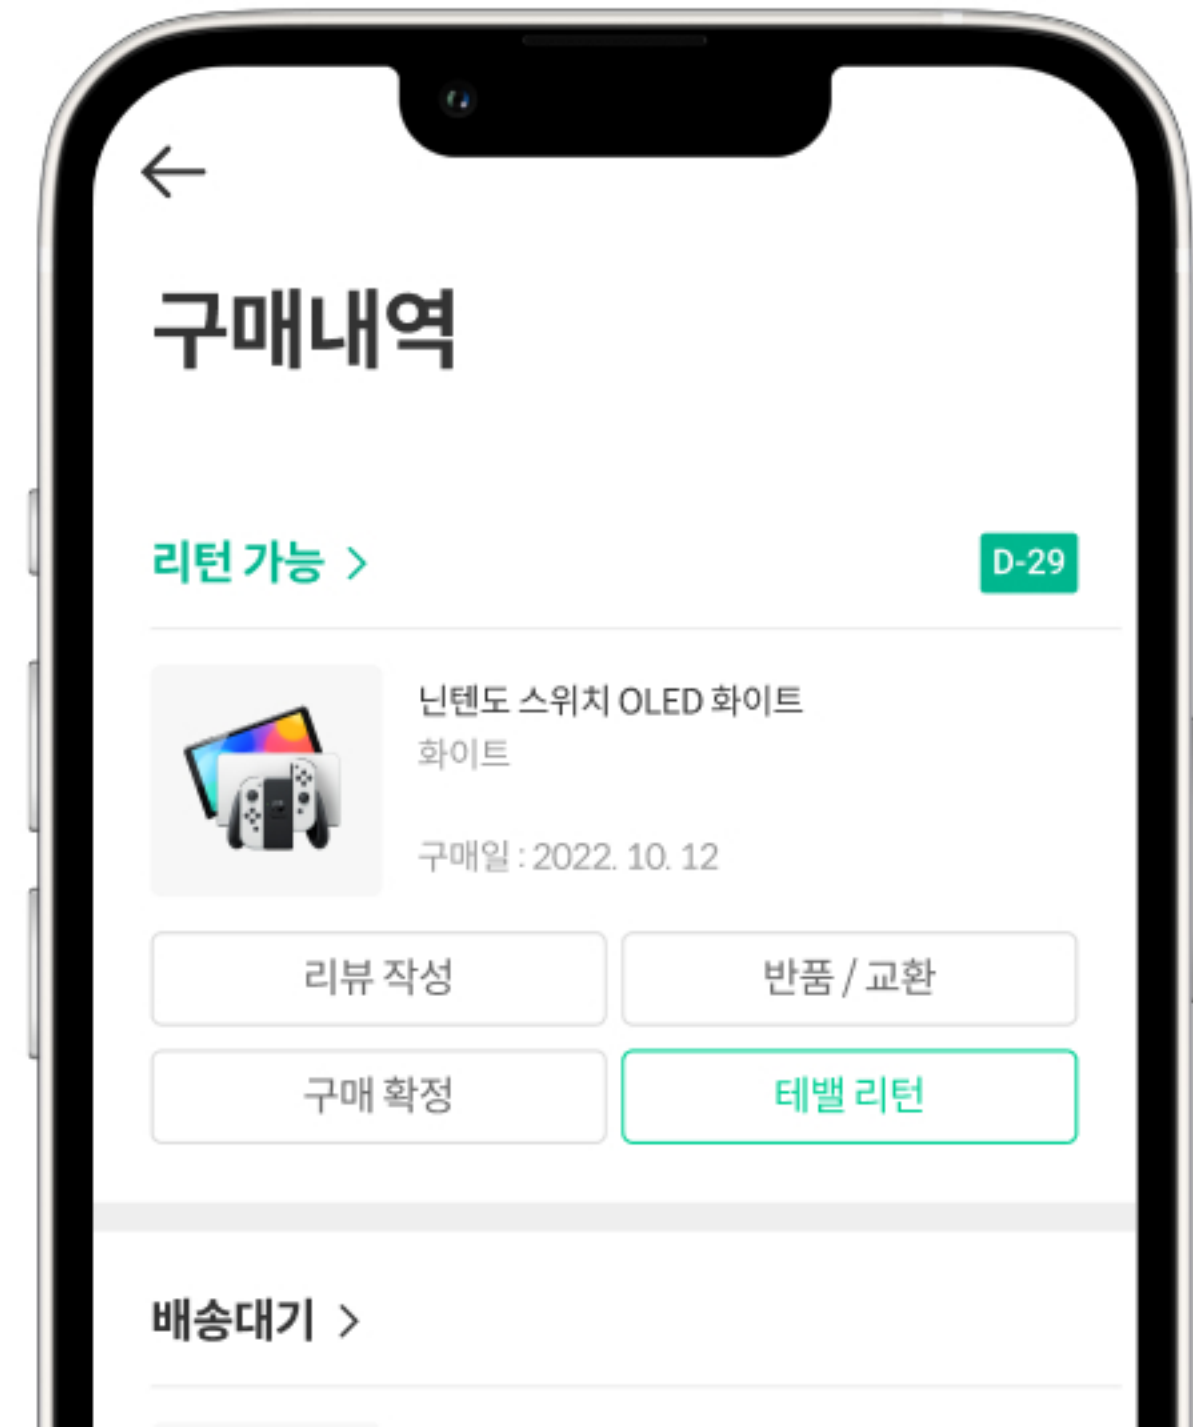 구매내역
리턴 가능 >
D-29
닌텐도 스위치 OLED 화이트
화이트
구매일 : 2022. 10. 12
리뷰 작성
반품 / 교환
구매 확정
테밸 리턴
배송대기 >